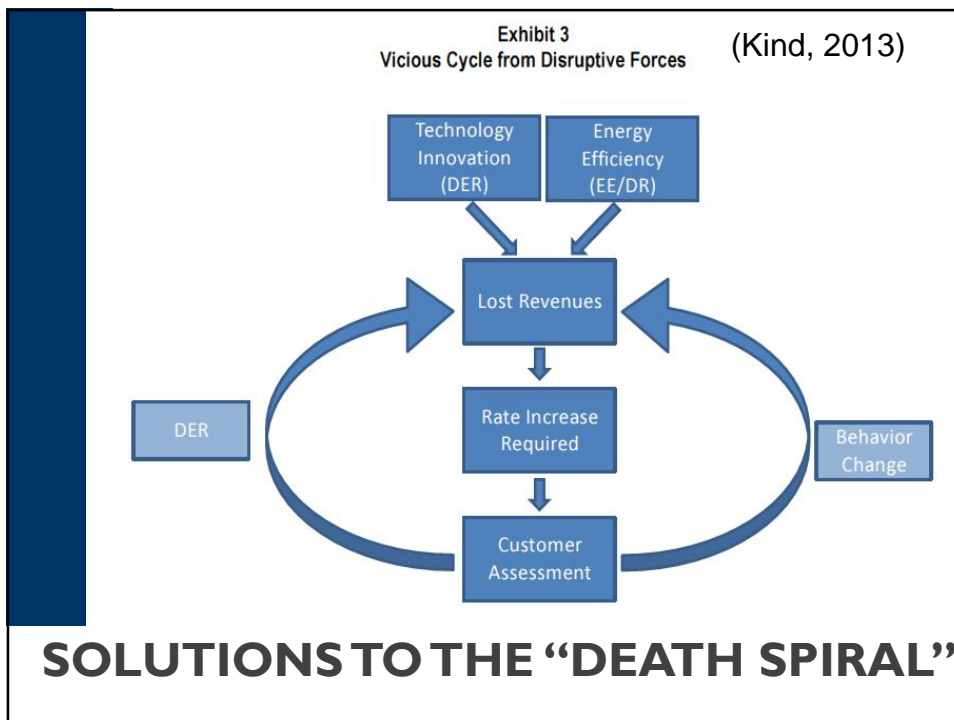 Exhibit 3
Vicious Cycle from Disruptive Forces
(Kind, 2013)
Technology
Innovation
(DER)
Energy
Efficiency
(EE/DR)
Lost Revenues
DER
Rate Increase
Required
Behavior
Change
Customer
Assessment
SOLUTIONS TO THE “DEATH SPIRAL”